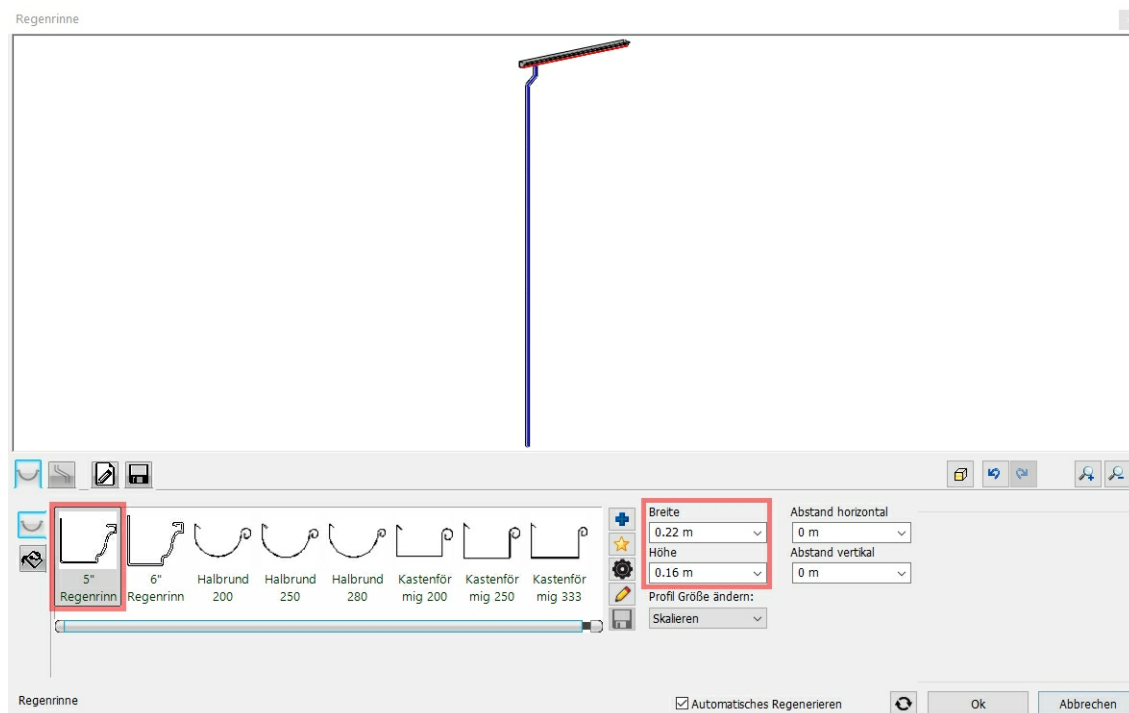 Regenrinne
Breite
0.22 m
Höhe
0.16 m
Profil Größe ändern:
Skalieren
Abstand horizontal
0 m
Abstand vertikal
0 m
5"
Regenrinn
6"
Regenrinn
Halbrund
200
Halbrund
250
Halbrund
280
Kastenför
mig 200
Kastenför
mig 250
Kastenför
mig 333
Regenrinne
Automatisches Regenerieren
Ok
Abbrechen